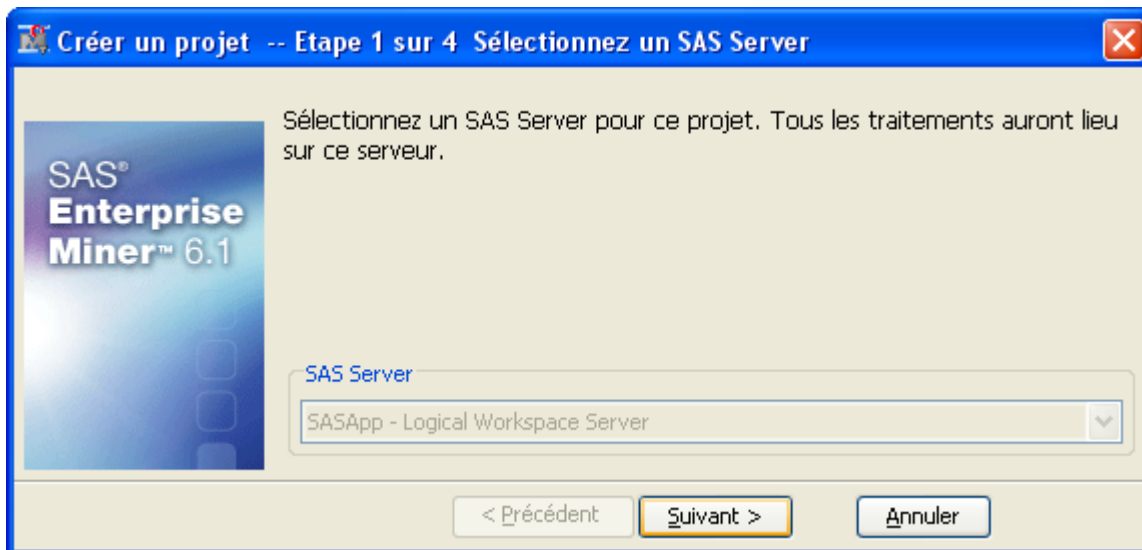 Créer un projet -- Etape 1 sur 4 Sélectionnez un SAS Server
Sélectionnez un SAS Server pour ce projet. Tous les traitements auront lieu
sur ce serveur.
SAS®
Enterprise
Miner™ 6.1
SAS Server
SASApp - Logical Workspace Server
< Précédent
Suivant >
Annuler